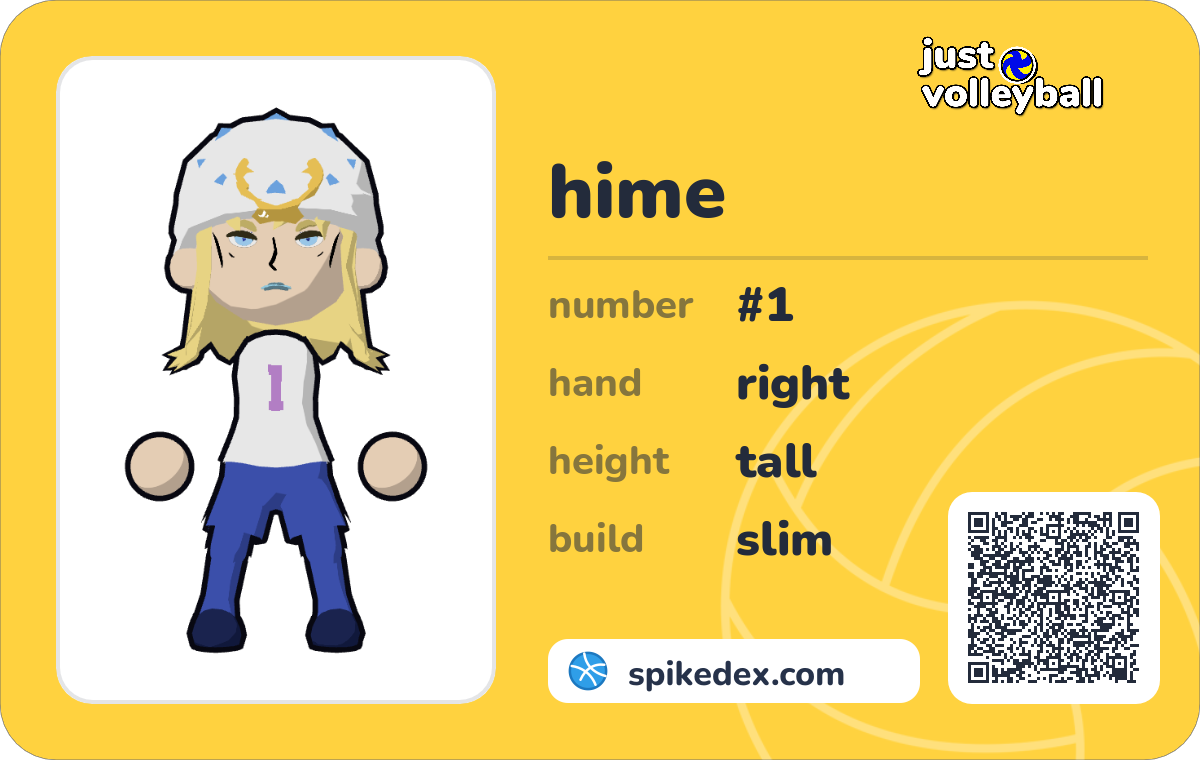 just
volleyball
hime
number #1
hand right
height tall
build slim
spikedex.com
1